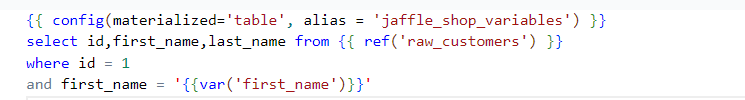 {{ config(materialized='table', alias = 'jaffle_shop_variables') }}
select id,first_name,last_name from {{ ref('raw_customers') }}
where id = 1
and first_name = '{{var('first_name')}}'